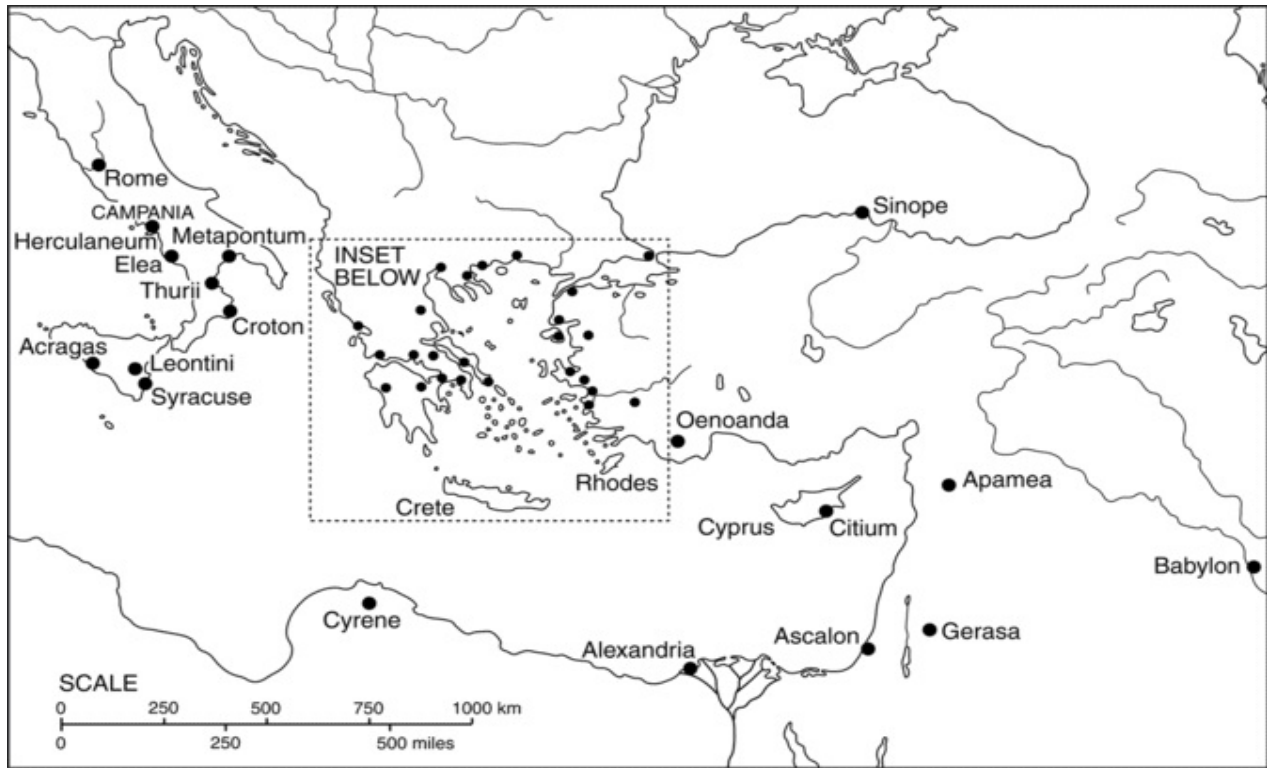 Rome
CAMPANIA
Herculaneum
Metapontum
Elea
Thurii
Croton
Acragas
Leontini
Syracuse
INSET
BELOW
Sinope
Oenoanda
Rhodes
Crete
Apamea
Cyprus
Citium
Babylon
Cyrene
Alexandria
Ascalon
Gerasa
SCALE
0 250 500 750 1000 km
0 250 500 miles